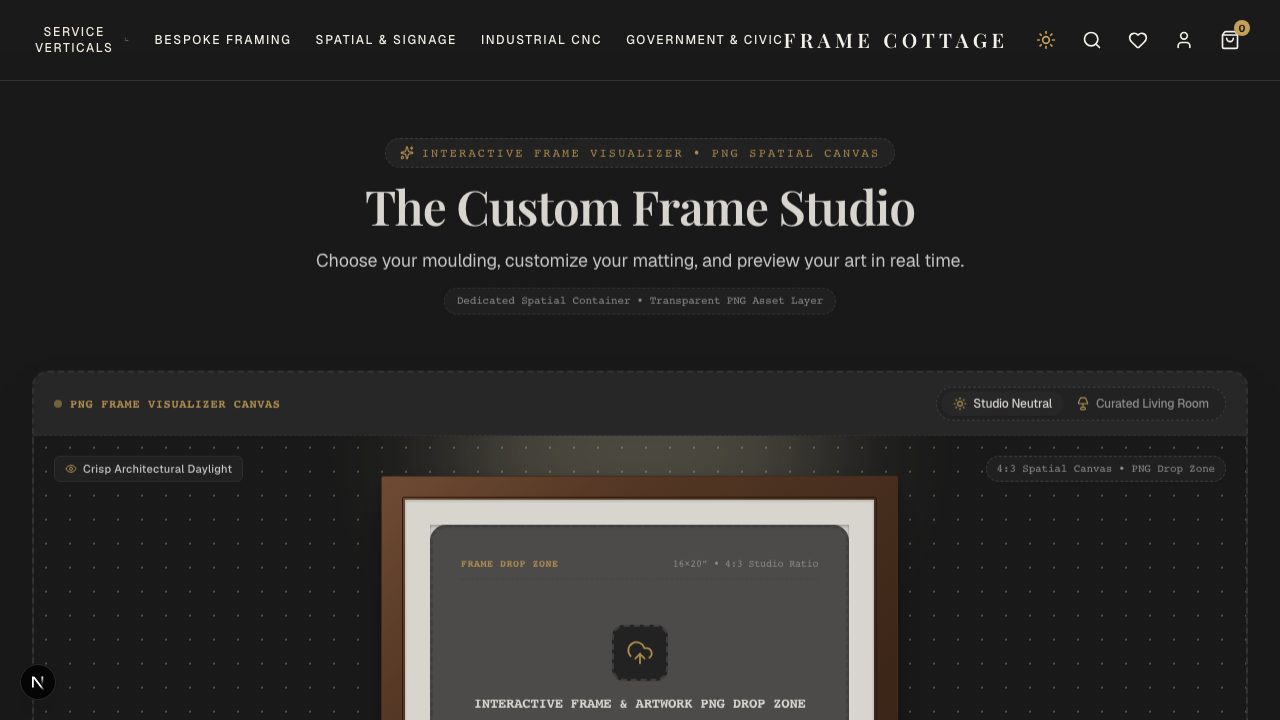 SERVICE
VERTICALS
BESPOKE FRAMING
SPATIAL & SIGNAGE
INDUSTRIAL CNC
GOVERNMENT & CIVIC
FRAME COTTAGE
0
INTERACTIVE FRAME VISUALIZER • PNG SPATIAL CANVAS
The Custom Frame Studio
Choose your moulding, customize your matting, and preview your art in real time.
Dedicated Spatial Container • Transparent PNG Asset Layer
PNG FRAME VISUALIZER CANVAS
Studio Neutral
Curated Living Room
Crisp Architectural Daylight
4:3 Spatial Canvas • PNG Drop Zone
FRAME DROP ZONE
16×20" • 4:3 Studio Ratio
INTERACTIVE FRAME & ARTWORK PNG DROP ZONE
N